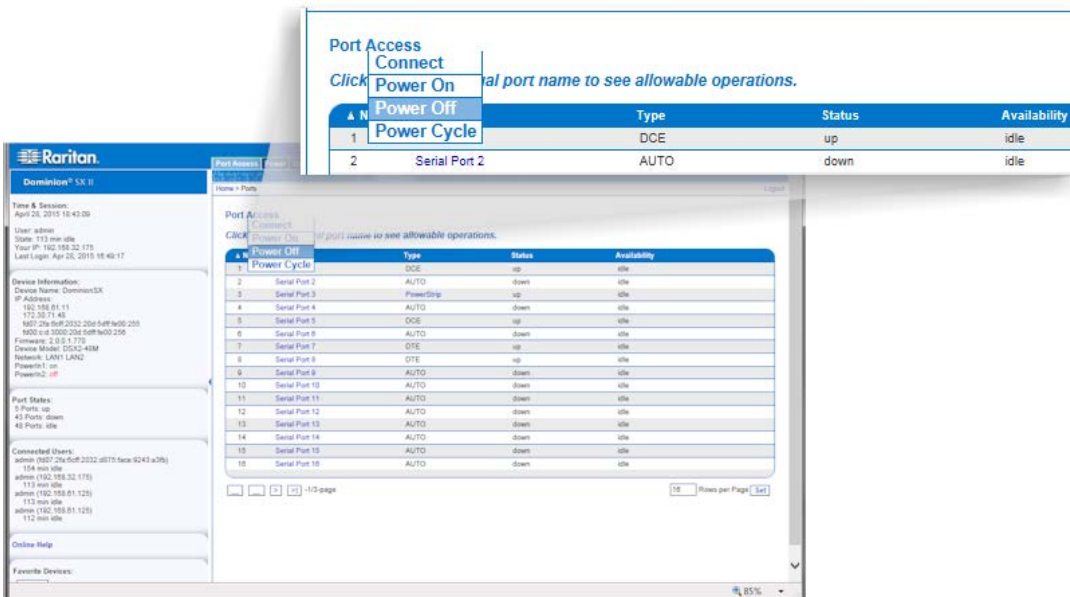 Port Access
Connect
Click
ual port name to see allowable operations.
Power On
Power Off
Power Cycle
▲ N
Type
Status
Availability
1 DCE up idle
2 Serial Port 2 AUTO down idle
Raritan.
Port Access Power
Dominion® SX II
Home > Ports
Logout
Time & Session:
April 28, 2015 18:43:09
User: admin
State: 113 min idle
Your IP: 192.168.32.175
Last Login: Apr 28, 2015 16:49:17
Device Information:
Device Name: DominionSX
IP Address:
192.168.61.11
172.30.71.48
Firmware: 2.0.0.1.770
Device Model: DSX2-48M
Network: LAN1 LAN2
PowerIn1: on
PowerIn2: off
Port States:
5 Ports: up
43 Ports: down
48 Ports: idle
Connected Users:
154 min idle
admin (192.168.32.175)
113 min idle
admin (192.168.61.125)
113 min idle
admin (192.168.61.125)
112 min idle
Online Help
Favorite Devices:
Port Access
Connect
Click
port name to see allowable operations.
Power On
Power Off
Power Cycle
▲ N Type Status Availability
1 DCE up idle
2 Serial Port 2 AUTO down idle
3 Serial Port 3 PowerStrip up idle
4 Serial Port 4 AUTO down idle
5 Serial Port 5 DCE up idle
6 Serial Port 6 AUTO down idle
7 Serial Port 7 DTE up idle
8 Serial Port 8 DTE up idle
9 Serial Port 9 AUTO down idle
10 Serial Port 10 AUTO down idle
11 Serial Port 11 AUTO down idle
12 Serial Port 12 AUTO down idle
13 Serial Port 13 AUTO down idle
14 Serial Port 14 AUTO down idle
15 Serial Port 15 AUTO down idle
16 Serial Port 16 AUTO down idle
... ... > >| -1/3-page
16 Rows per Page Set
85%